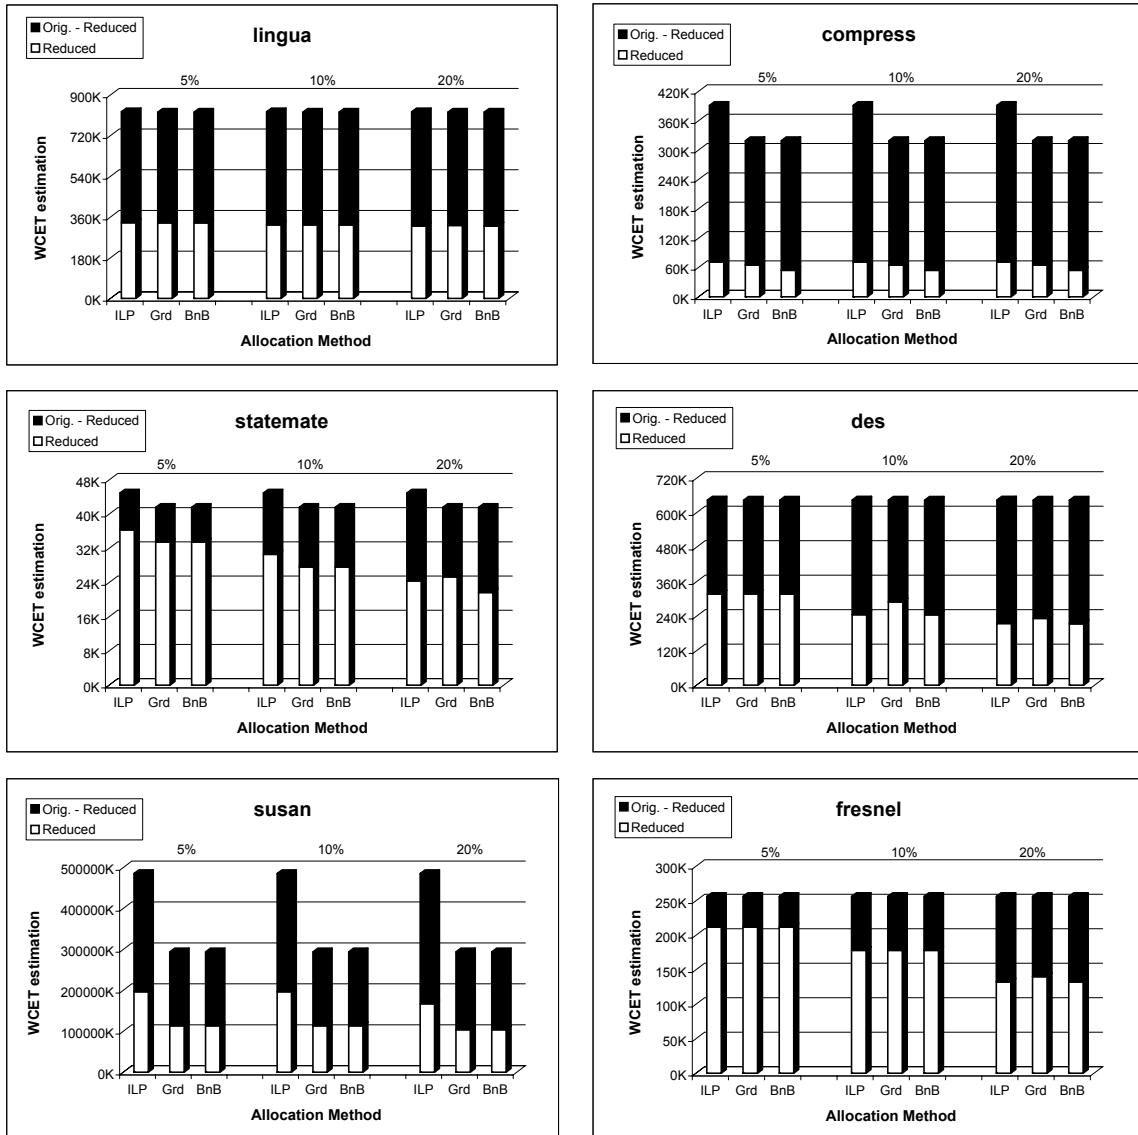 lingua
Orig. - Reduced
Reduced
5% 10% 20%
900K
720K
540K
360K
180K
0K
WCET estimation
ILP Grd BnB ILP Grd BnB ILP Grd BnB
Allocation Method
compress
Orig. - Reduced
Reduced
5% 10% 20%
420K
360K
300K
240K
180K
120K
60K
0K
WCET estimation
ILP Grd BnB ILP Grd BnB ILP Grd BnB
Allocation Method
statemate
Orig. - Reduced
Reduced
5% 10% 20%
48K
40K
32K
24K
16K
8K
0K
WCET estimation
ILP Grd BnB ILP Grd BnB ILP Grd BnB
Allocation Method
des
Orig. - Reduced
Reduced
5% 10% 20%
720K
600K
480K
360K
240K
120K
0K
WCET estimation
ILP Grd BnB ILP Grd BnB ILP Grd BnB
Allocation Method
susan
Orig. - Reduced
Reduced
5% 10% 20%
500000K
400000K
300000K
200000K
100000K
0K
WCET estimation
ILP Grd BnB ILP Grd BnB ILP Grd BnB
Allocation Method
fresnel
Orig. - Reduced
Reduced
5% 10% 20%
300K
250K
200K
150K
100K
50K
0K
WCET estimation
ILP Grd BnB ILP Grd BnB ILP Grd BnB
Allocation Method